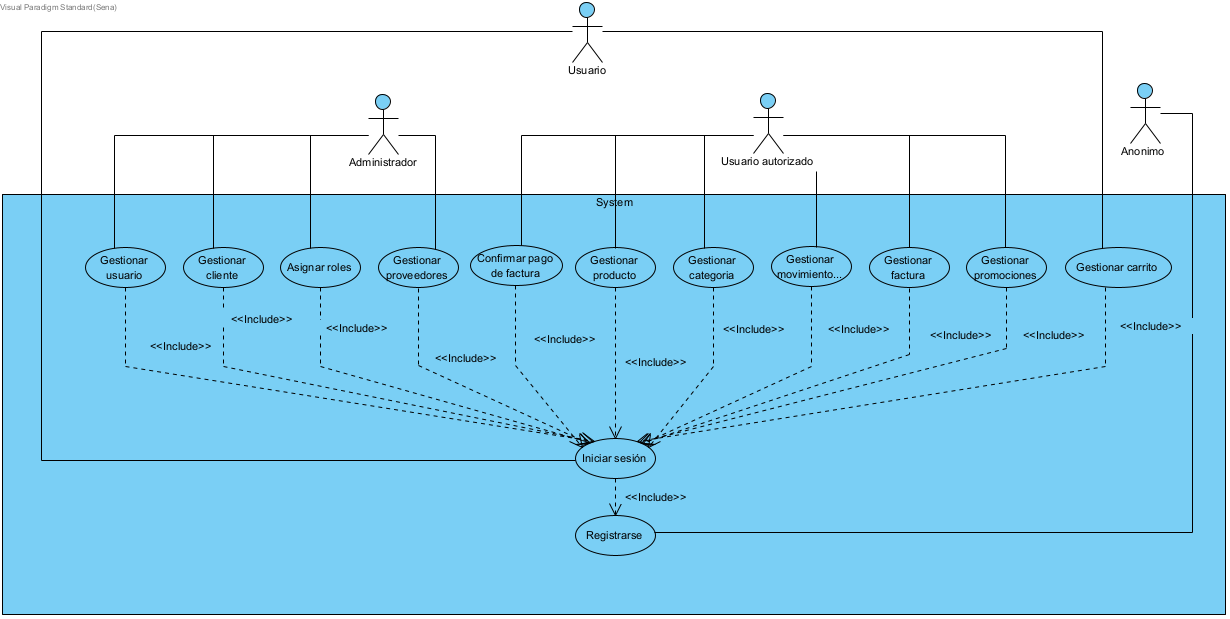 Visual Paradigm Standard(Sena)
Usuario
Administrador
Usuario autorizado
Anonimo
System
Gestionar
usuario
Gestionar
cliente
Asignar roles
Gestionar
proveedores
Confirmar pago
de factura
Gestionar
producto
Gestionar
categoria
Gestionar
movimiento...
Gestionar
factura
Gestionar
promociones
Gestionar carrito
<<Include>>
<<Include>>
<<Include>>
<<Include>>
<<Include>>
<<Include>>
<<Include>>
<<Include>>
<<Include>>
<<Include>>
<<Include>>
Iniciar sesión
<<Include>>
Registrarse